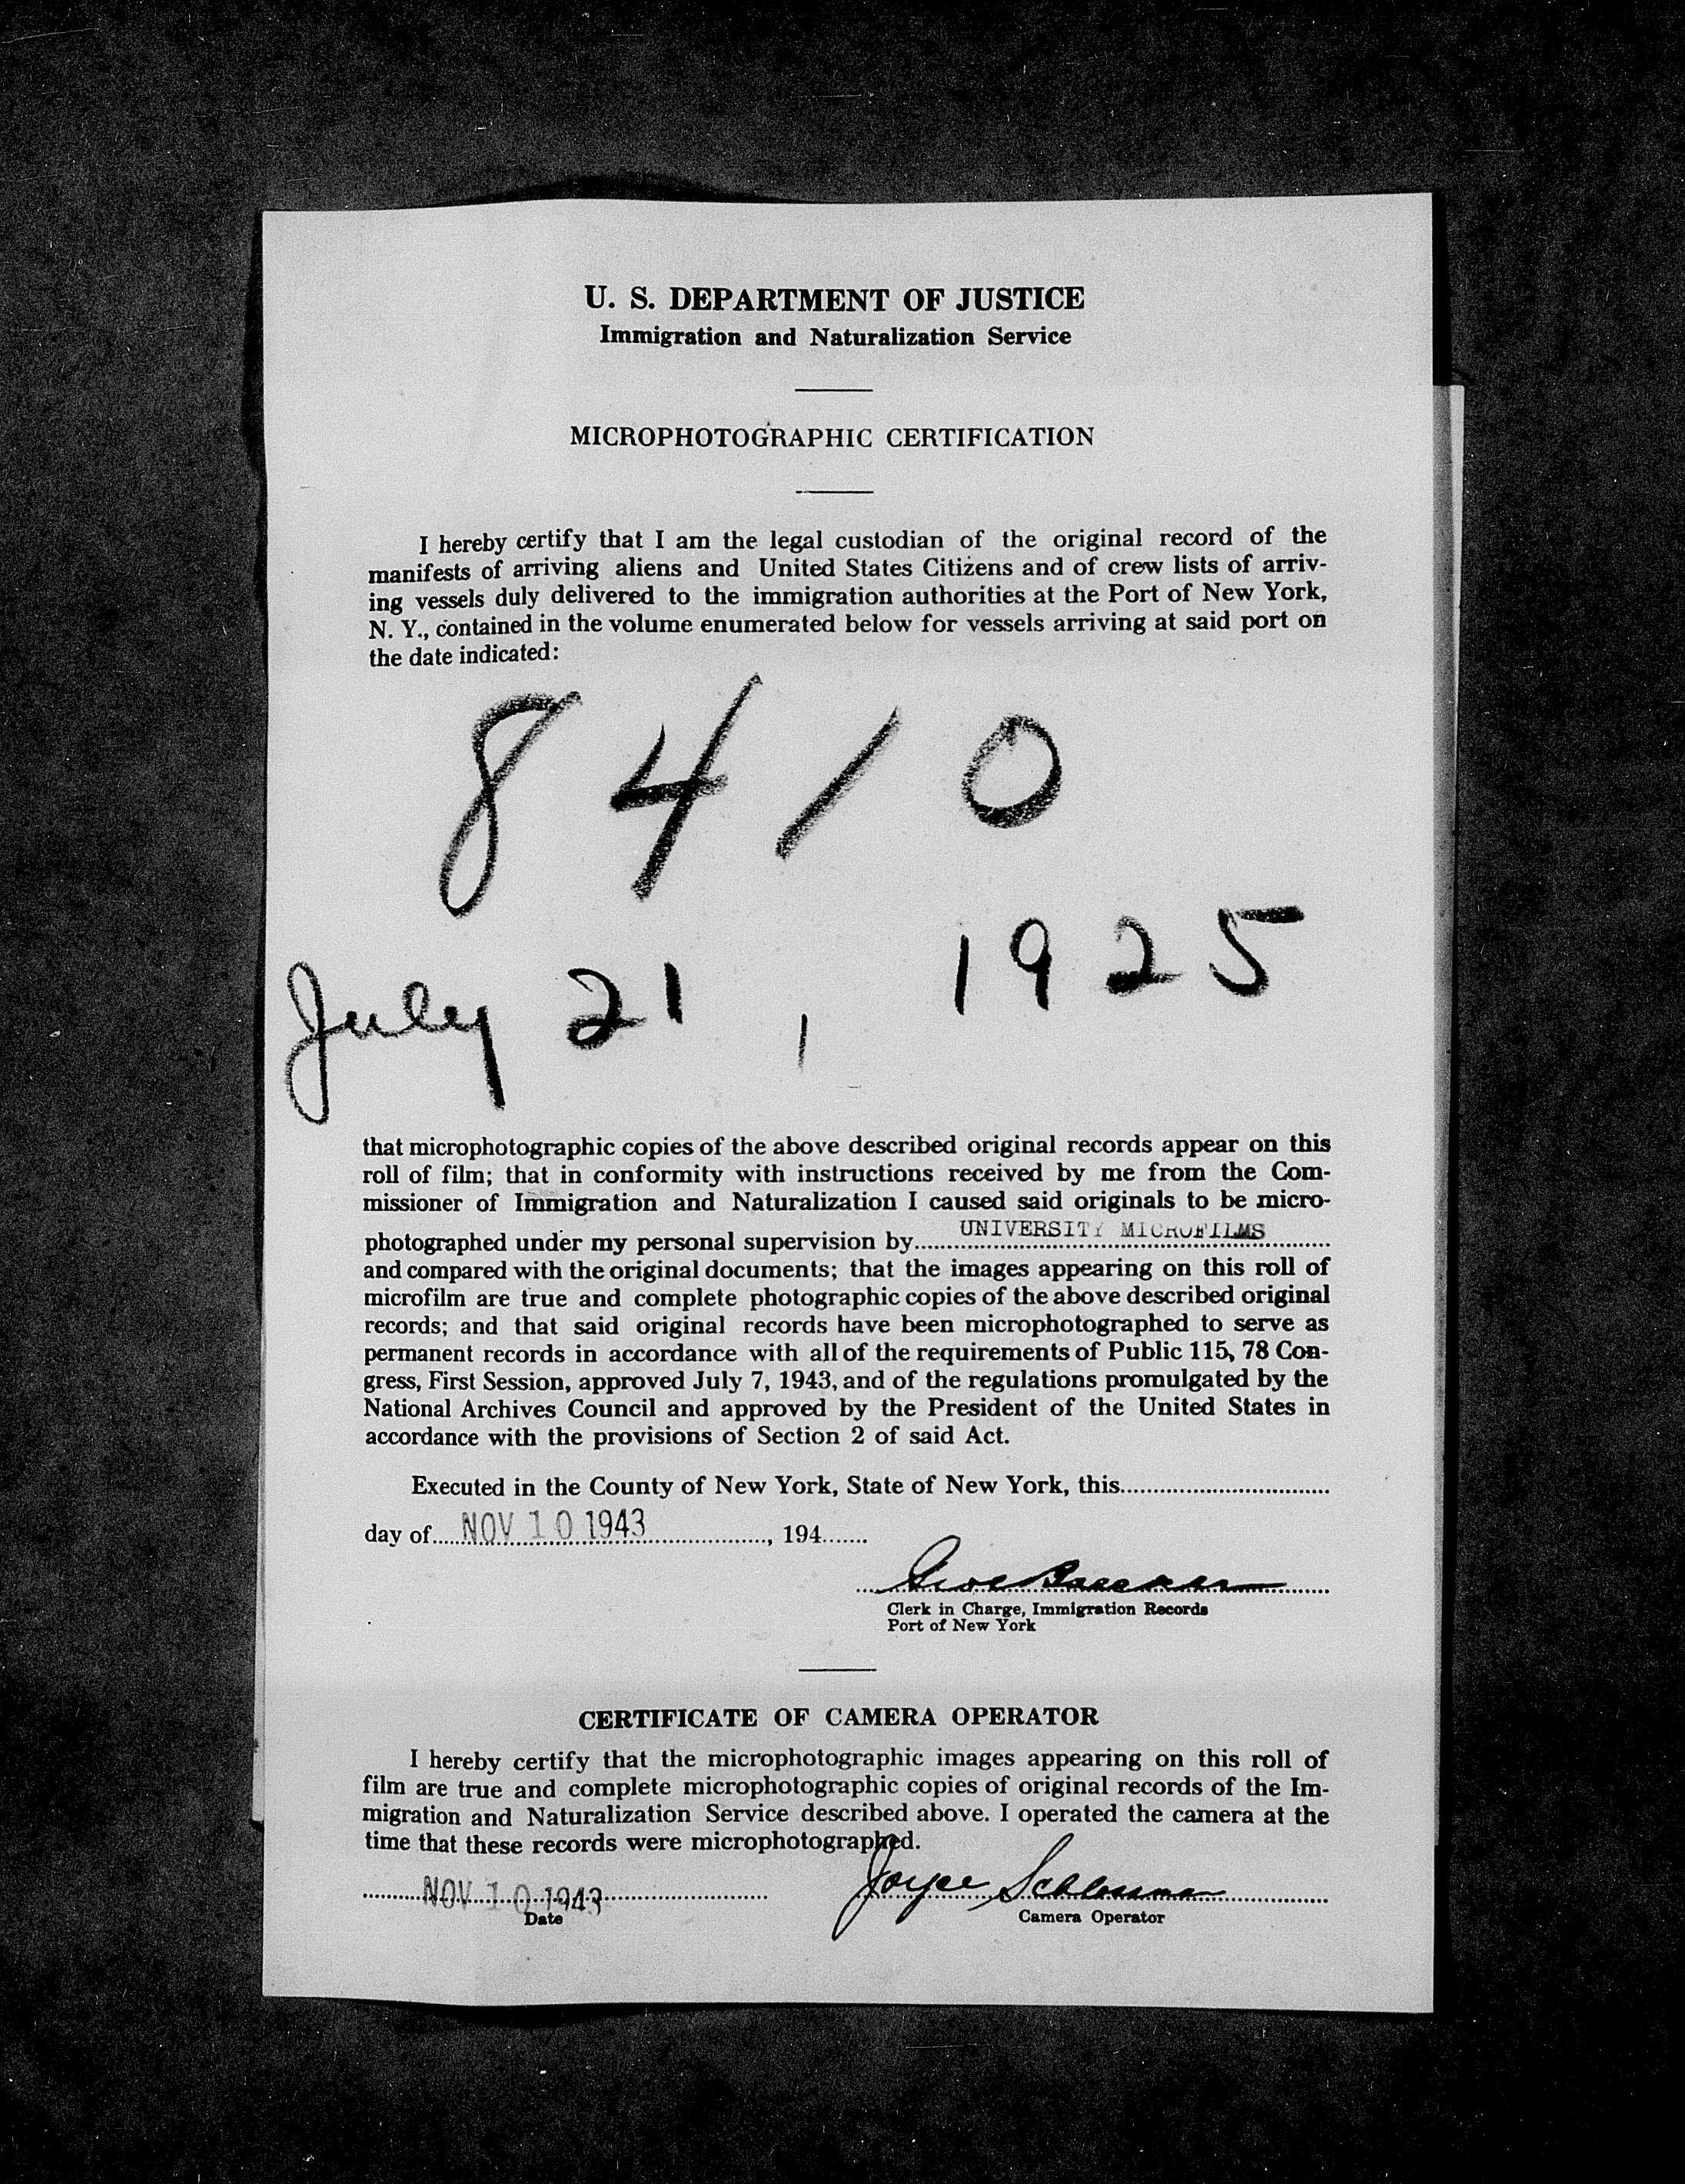 U. S. DEPARTMENT OF JUSTICE
Immigration and Naturalization Service
MICROPHOTOGRAPHIC CERTIFICATION
I hereby certify that I am the legal custodian of the original record of the
manifests of arriving aliens and United States Citizens and of crew lists of arriv-
ing vessels duly delivered to the immigration authorities at the Port of New York,
N. Y., contained in the volume enumerated below for vessels arriving at said port on
the date indicated:
8410
July 21, 1925
that microphotographic copies of the above described original records appear on this
roll of film; that in conformity with instructions received by me from the Com-
missioner of Immigration and Naturalization I caused said originals to be micro-
photographed under my personal supervision by UNIVERSITY MICROFILMS
and compared with the original documents; that the images appearing on this roll of
microfilm are true and complete photographic copies of the above described original
records; and that said original records have been microphotographed to serve as
permanent records in accordance with all of the requirements of Public 115, 78 Con-
gress, First Session, approved July 7, 1943, and of the regulations promulgated by the
National Archives Council and approved by the President of the United States in
accordance with the provisions of Section 2 of said Act.
Executed in the County of New York, State of New York, this
day of NOV 10 1943, 194
Clerk in Charge, Immigration Records
Port of New York
CERTIFICATE OF CAMERA OPERATOR
I hereby certify that the microphotographic images appearing on this roll of
film are true and complete microphotographic copies of original records of the Im-
migration and Naturalization Service described above. I operated the camera at the
time that these records were microphotographed.
NOV 10 1943 Joyce
Date Camera Operator